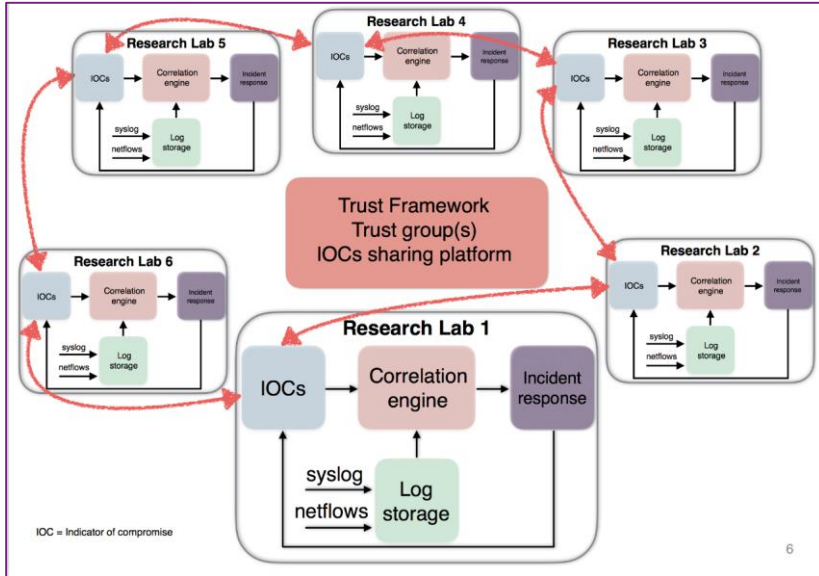 Research Lab 5
IOCs
Correlation
engine
Incident
response
syslog
netflows
Log
storage
Research Lab 4
IOCs
Correlation
engine
Incident
response
syslog
netflows
Log
storage
Research Lab 3
IOCs
Correlation
engine
Incident
response
syslog
netflows
Log
storage
Trust Framework
Trust group(s)
IOCs sharing platform
Research Lab 6
IOCs
Correlation
engine
Incident
response
syslog
netflows
Log
storage
Research Lab 2
IOCs
Correlation
engine
Incident
response
syslog
netflows
Log
storage
Research Lab 1
IOCs
Correlation
engine
Incident
response
syslog
netflows
Log
storage
IOC = Indicator of compromise
6